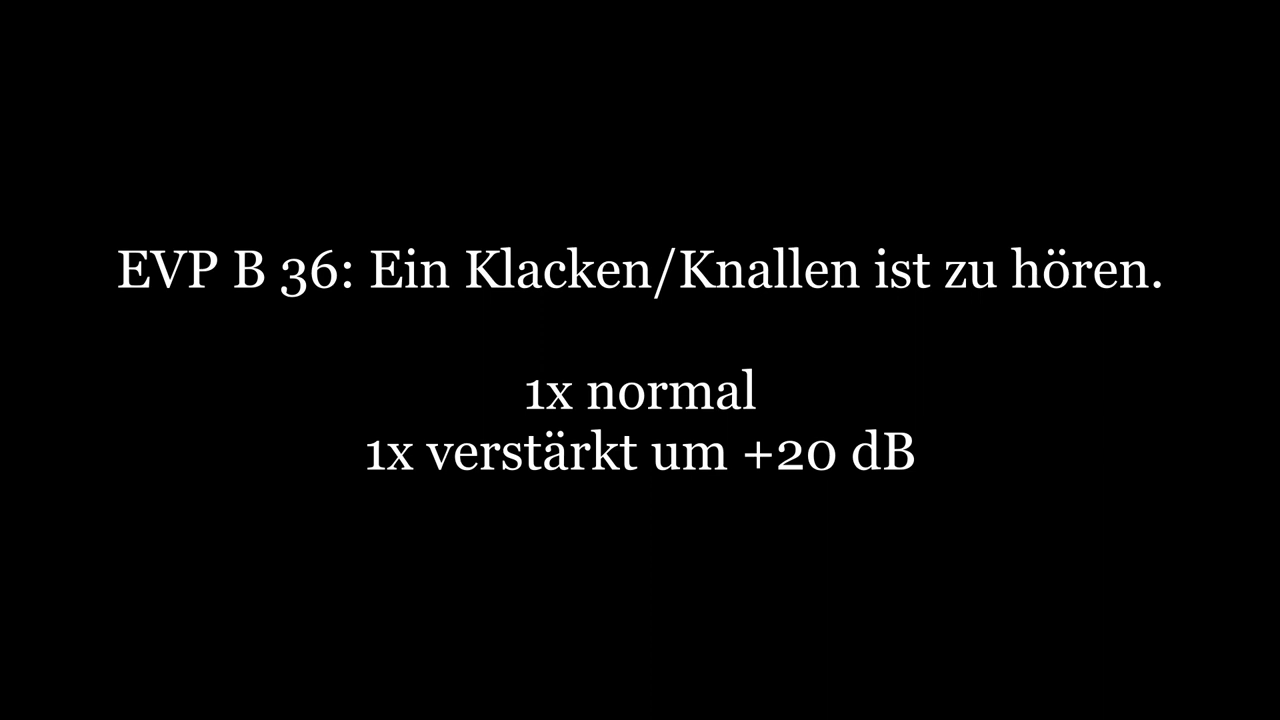 EVP B 36: Ein Klacken/Knallen ist zu hören.
1x normal
1x verstärkt um +20 dB